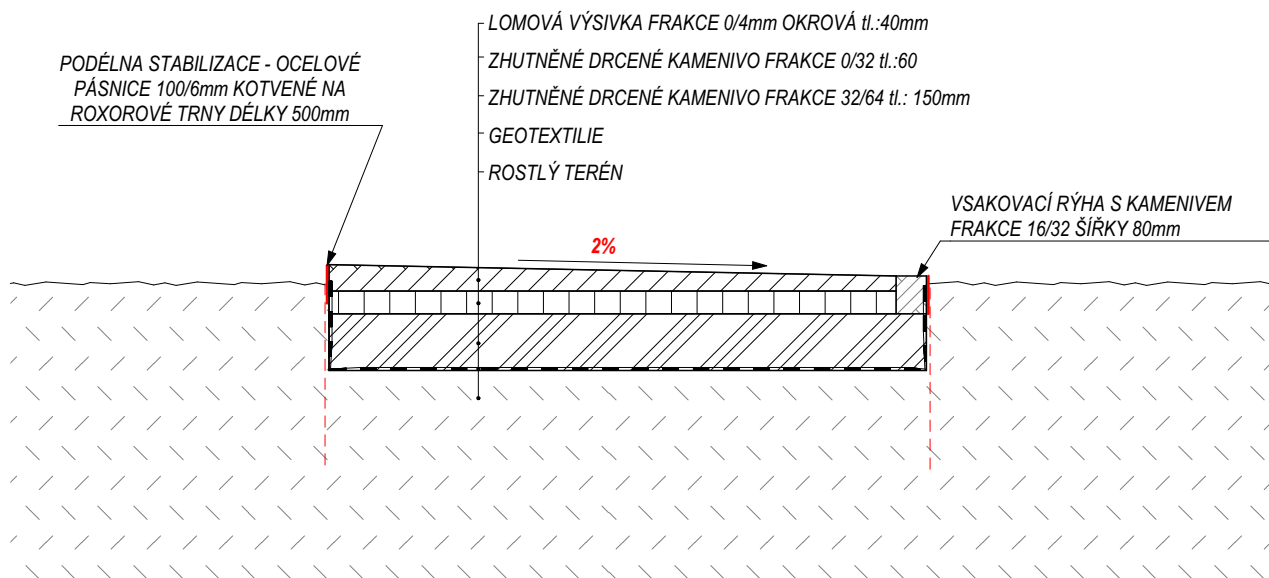 LOMOVÁ VÝSIVKA FRAKCE 0/4mm OKROVÁ tl.:40mm
ZHUTNĚNÉ DRCENÉ KAMENIVO FRAKCE 0/32 tl.:60
ZHUTNĚNÉ DRCENÉ KAMENIVO FRAKCE 32/64 tl.: 150mm
GEOTEXTILIE
ROSTLÝ TERÉN
PODÉLNA STABILIZACE - OCELOVÉ
PÁSNICE 100/6mm KOTVENÉ NA
ROXOROVÉ TRNY DÉLKY 500mm
VSAKOVACÍ RÝHA S KAMENIVEM
FRAKCE 16/32 ŠÍŘKY 80mm
2%